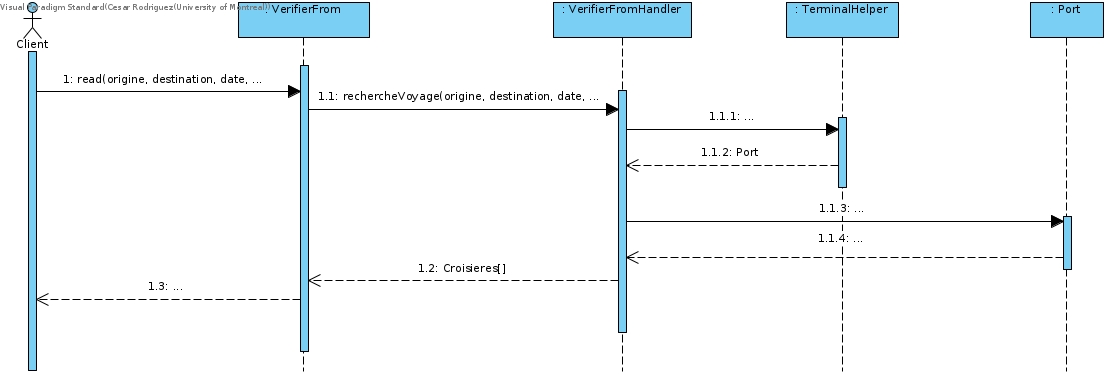 Visual Paradigm Standard(Cesar Rodriguez(University of Montreal))
: VerifierFrom
: VerifierFromHandler
: TerminalHelper
: Port
Client
1: read(origine, destination, date, ...
1.1: rechercheVoyage(origine, destination, date, ...
1.1.1: ...
1.1.2: Port
1.1.3: ...
1.1.4: ...
1.2: Croisieres[]
1.3: ...